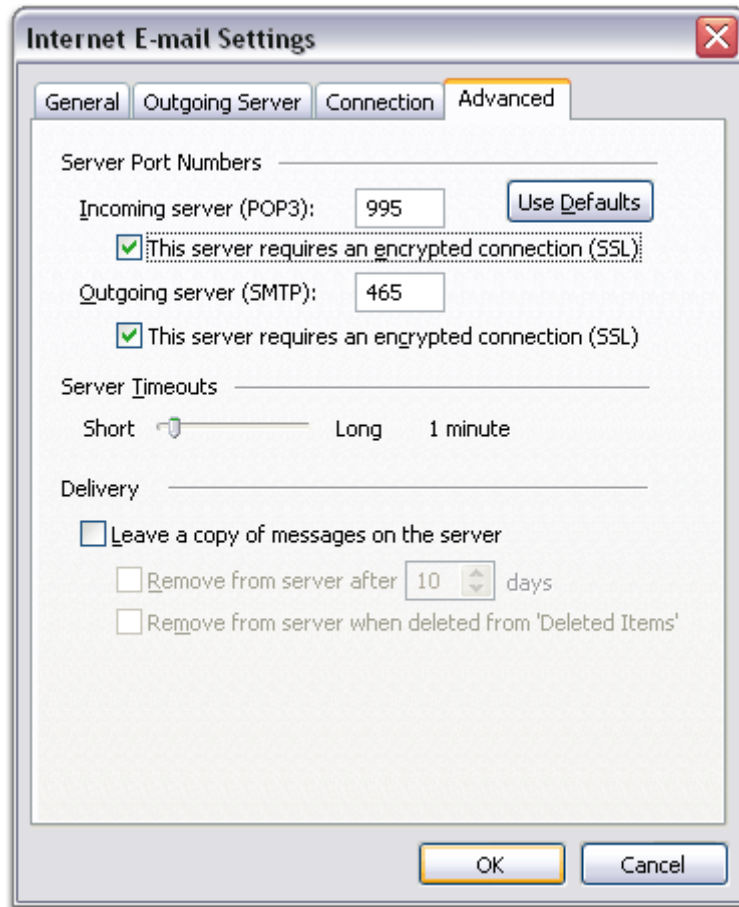 Internet E-mail Settings
General Outgoing Server Connection Advanced
Server Port Numbers
Incoming server (POP3): 995 Use Defaults
This server requires an encrypted connection (SSL)
Outgoing server (SMTP): 465
This server requires an encrypted connection (SSL)
Server Timeouts
Short Long 1 minute
Delivery
Leave a copy of messages on the server
Remove from server after 10 days
Remove from server when deleted from 'Deleted Items'
OK Cancel